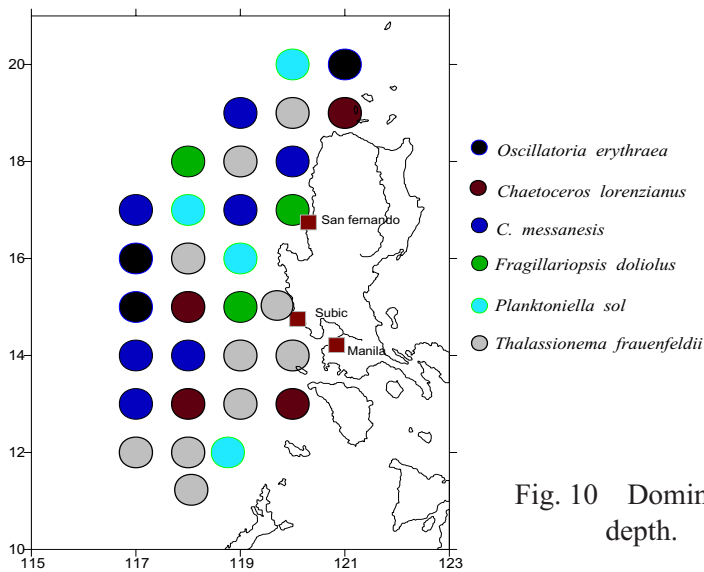 20
18
16
14
12
10
115
117
119
121
123
San fernando
Subic
Manila
Oscillatoria erythraea
Chaetoceros lorenzianus
C. messanesis
Fragillariopsis doliolus
Planktoniella sol
Thalassionema frauenfeldii
Fig. 10 Domin
depth.